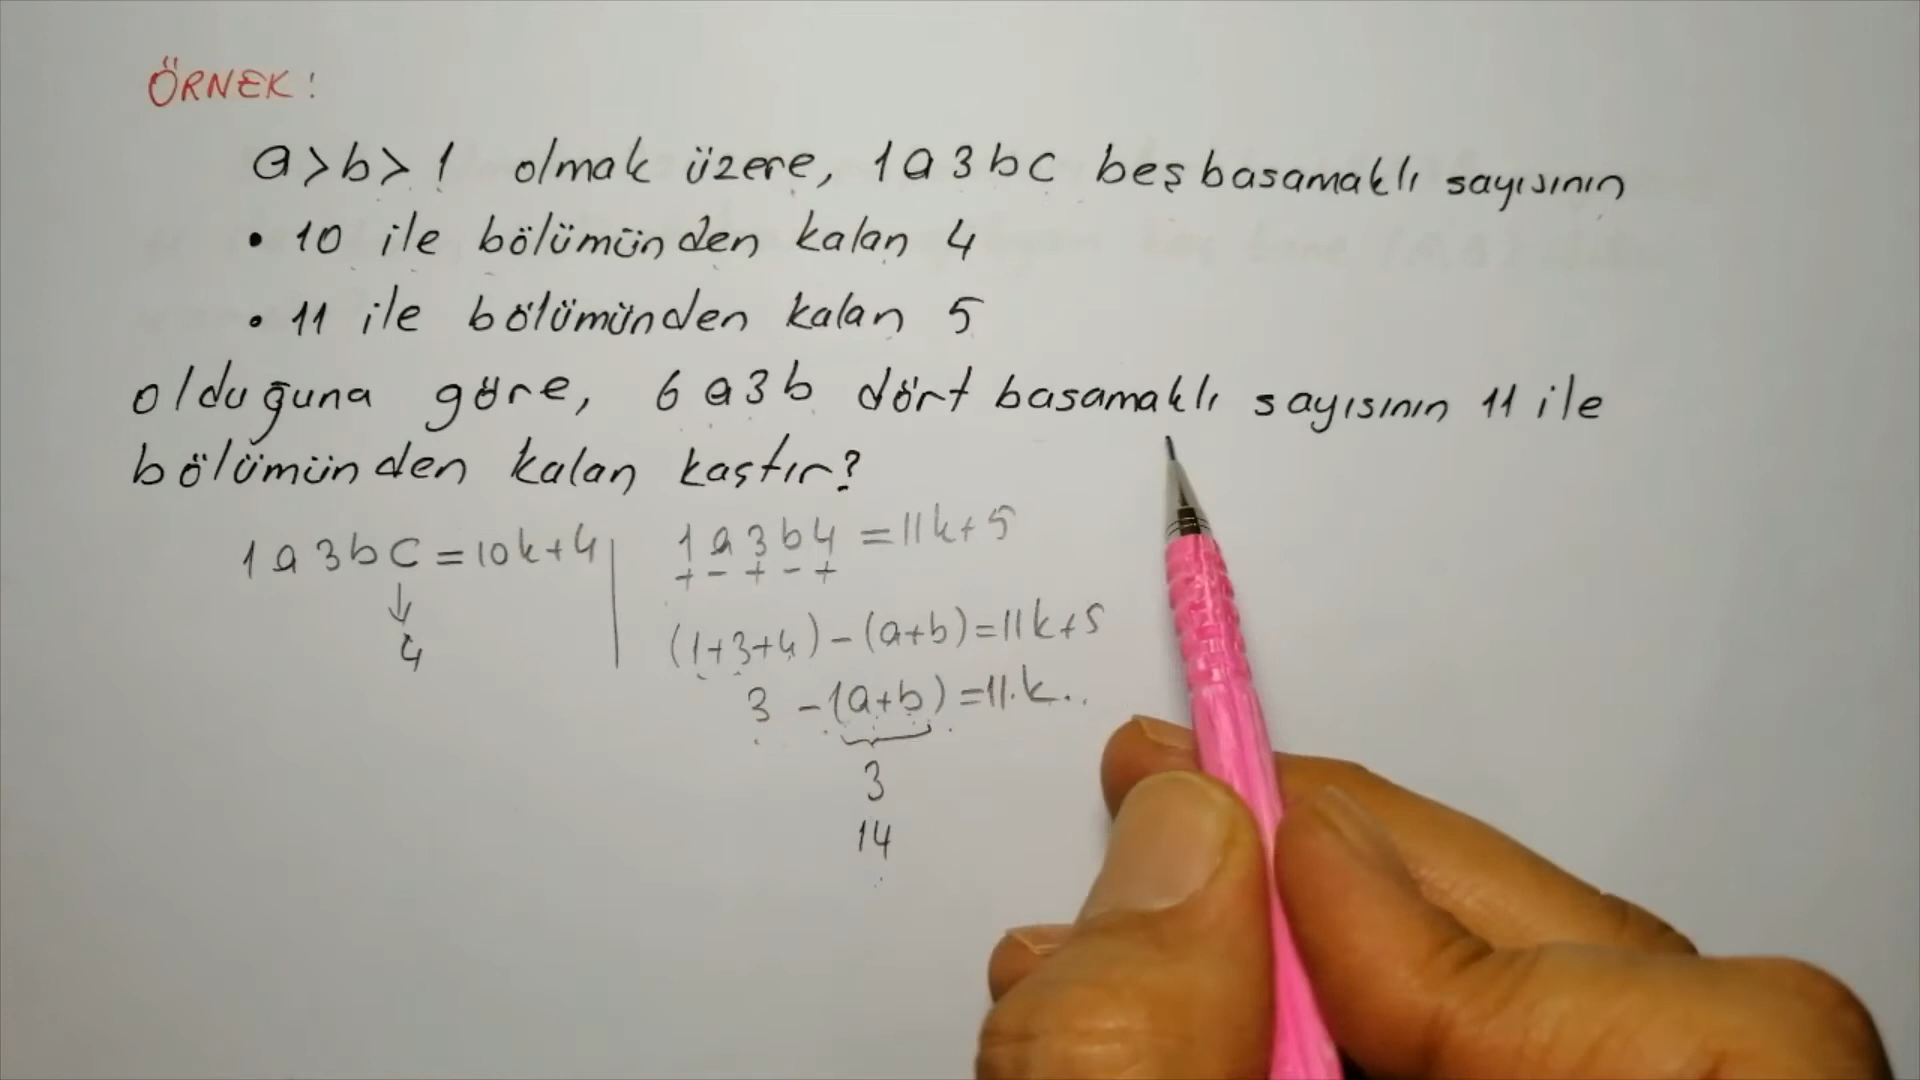 ÖRNEK!
a>b>1 olmak üzere, 1a3bc beş basamaklı sayısının
• 10 ile bölümünden kalan 4
• 11 ile bölümünden kalan 5
olduğuna göre, 6a3b dört basamaklı sayısının 11 ile
bölümünden kalan kaçtır?
1a3bc=10k+4
↓
4
1a3b4=11k+5
+-+-+
(1+3+4)-(a+b)=11k+5
3-(a+b)=11.k..
3
14